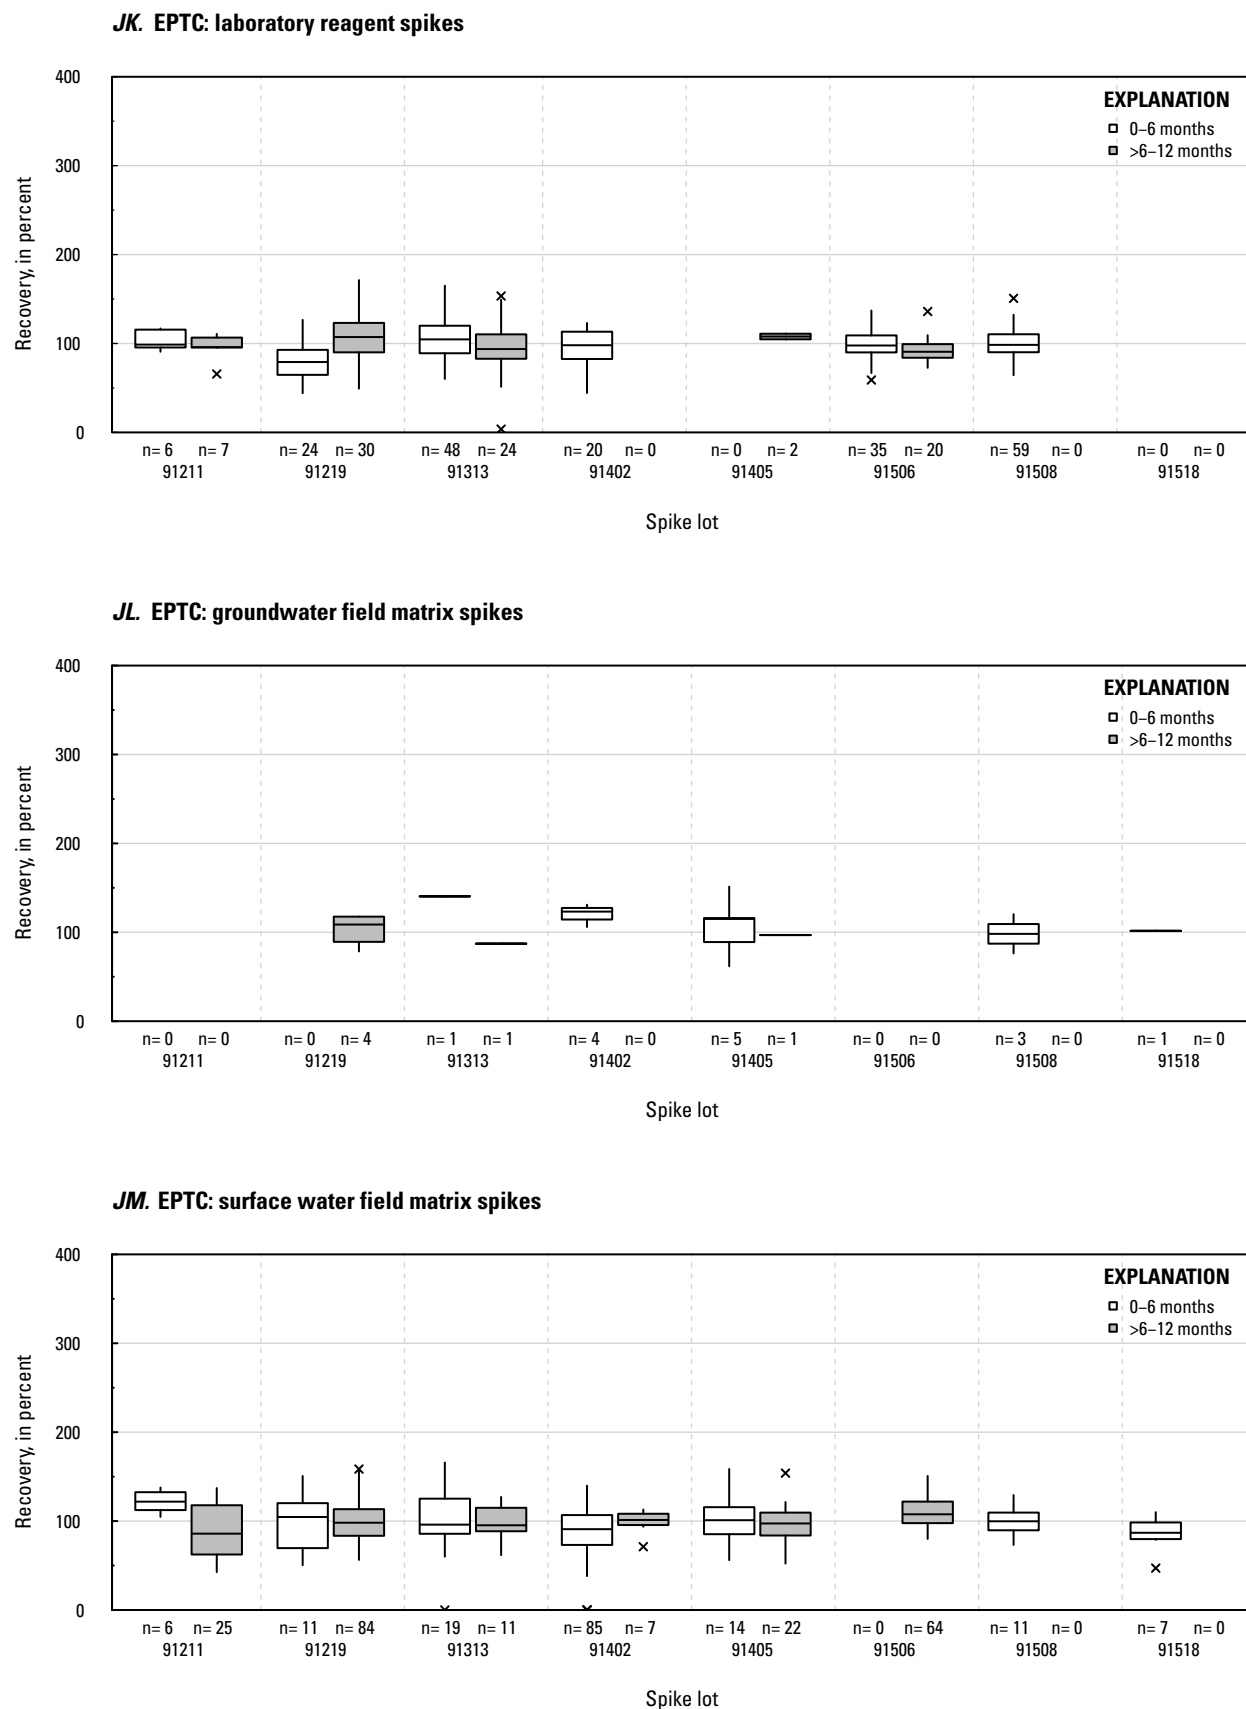 JK. EPTC: laboratory reagent spikes
400
300
200
100
0
Recovery, in percent
EXPLANATION
0–6 months
>6–12 months
n= 6 n= 7 n= 24 n= 30 n= 48 n= 24 n= 20 n= 0 n= 0 n= 2 n= 35 n= 20 n= 59 n= 0 n= 0 n= 0
91211 91219 91313 91402 91405 91506 91508 91518
Spike lot
JL. EPTC: groundwater field matrix spikes
400
300
200
100
0
Recovery, in percent
EXPLANATION
0–6 months
>6–12 months
n= 0 n= 0 n= 0 n= 4 n= 1 n= 1 n= 4 n= 0 n= 5 n= 1 n= 0 n= 0 n= 3 n= 0 n= 1 n= 0
91211 91219 91313 91402 91405 91506 91508 91518
Spike lot
JM. EPTC: surface water field matrix spikes
400
300
200
100
0
Recovery, in percent
EXPLANATION
0–6 months
>6–12 months
n= 6 n= 25 n= 11 n= 84 n= 19 n= 11 n= 85 n= 7 n= 14 n= 22 n= 0 n= 64 n= 11 n= 0 n= 7 n= 0
91211 91219 91313 91402 91405 91506 91508 91518
Spike lot